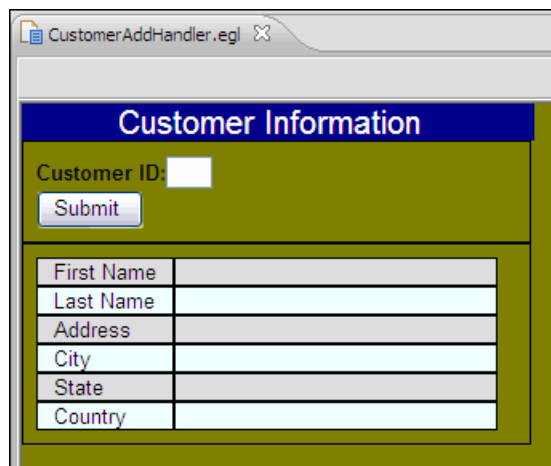 CustomerAddHandler.egl
Customer Information
Customer ID:
Submit
First Name
Last Name
Address
City
State
Country